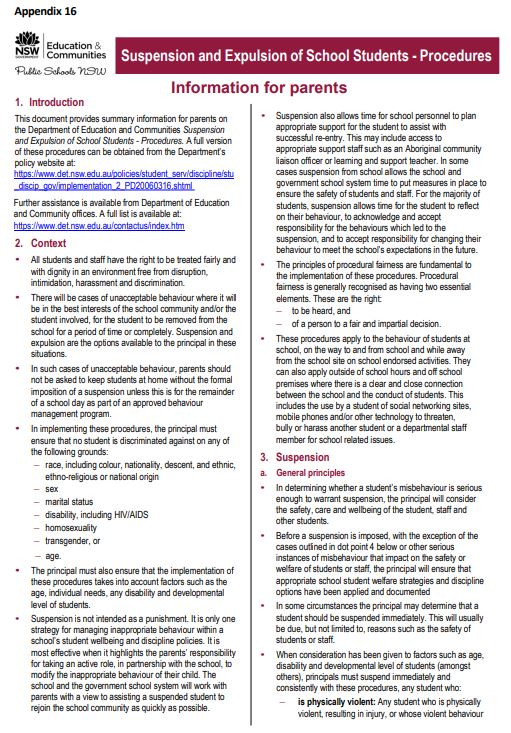 Appendix 16
NSW
GOVERNMENT
Education &
Communities
Public Schools NSW
Suspension and Expulsion of School Students - Procedures
Information for parents
1. Introduction
This document provides summary information for parents on
the Department of Education and Communities Suspension
and Expulsion of School Students - Procedures. A full version
of these procedures can be obtained from the Department's
policy website at:
https://www.det.nsw.edu.au/policies/student_serv/discipline/stu
_discip_gov/implementation_2_PD20060316.shtml
Further assistance is available from Department of Education
and Community offices. A full list is available at:
https://www.det.nsw.edu.au/contactus/index.htm
2. Context
• All students and staff have the right to be treated fairly and
with dignity in an environment free from disruption,
intimidation, harassment and discrimination.
• There will be cases of unacceptable behaviour where it will
be in the best interests of the school community and/or the
student involved, for the student to be removed from the
school for a period of time or completely. Suspension and
expulsion are the options available to the principal in these
situations.
• In such cases of unacceptable behaviour, parents should
not be asked to keep students at home without the formal
imposition of a suspension unless this is for the remainder
of a school day as part of an approved behaviour
management program.
• In implementing these procedures, the principal must
ensure that no student is discriminated against on any of
the following grounds:
– race, including colour, nationality, descent, and ethnic,
ethno-religious or national origin
– sex
– marital status
– disability, including HIV/AIDS
– homosexuality
– transgender, or
– age.
• The principal must also ensure that the implementation of
these procedures takes into account factors such as the
age, individual needs, any disability and developmental
level of students.
• Suspension is not intended as a punishment. It is only one
strategy for managing inappropriate behaviour within a
school's student wellbeing and discipline policies. It is
most effective when it highlights the parents' responsibility
for taking an active role, in partnership with the school, to
modify the inappropriate behaviour of their child. The
school and the government school system will work with
parents with a view to assisting a suspended student to
rejoin the school community as quickly as possible.
• Suspension also allows time for school personnel to plan
appropriate support for the student to assist with
successful re-entry. This may include access to
appropriate support staff such as an Aboriginal community
liaison officer or learning and support teacher. In some
cases suspension from school allows the school and
government school system time to put measures in place to
ensure the safety of students and staff. For the majority of
students, suspension allows time for the student to reflect
on their behaviour, to acknowledge and accept
responsibility for the behaviours which led to the
suspension, and to accept responsibility for changing their
behaviour to meet the school's expectations in the future.
• The principles of procedural fairness are fundamental to
the implementation of these procedures. Procedural
fairness is generally recognised as having two essential
elements. These are the right:
– to be heard, and
– of a person to a fair and impartial decision.
• These procedures apply to the behaviour of students at
school, on the way to and from school and while away
from the school site on school endorsed activities. They
can also apply outside of school hours and off school
premises where there is a clear and close connection
between the school and the conduct of students. This
includes the use by a student of social networking sites,
mobile phones and/or other technology to threaten,
bully or harass another student or a departmental staff
member for school related issues.
3. Suspension
a. General principles
• In determining whether a student's misbehaviour is serious
enough to warrant suspension, the principal will consider
the safety, care and wellbeing of the student, staff and
other students.
• Before a suspension is imposed, with the exception of the
cases outlined in dot point 4 below or other serious
instances of misbehaviour that impact on the safety or
welfare of students or staff, the principal will ensure that
appropriate school student welfare strategies and discipline
options have been applied and documented
• In some circumstances the principal may determine that a
student should be suspended immediately. This will usually
be due, but not limited to, reasons such as the safety of
students or staff.
• When consideration has been given to factors such as age,
disability and developmental level of students (amongst
others), principals must suspend immediately and
consistently with these procedures, any student who:
– is physically violent: Any student who is physically
violent, resulting in injury, or whose violent behaviour